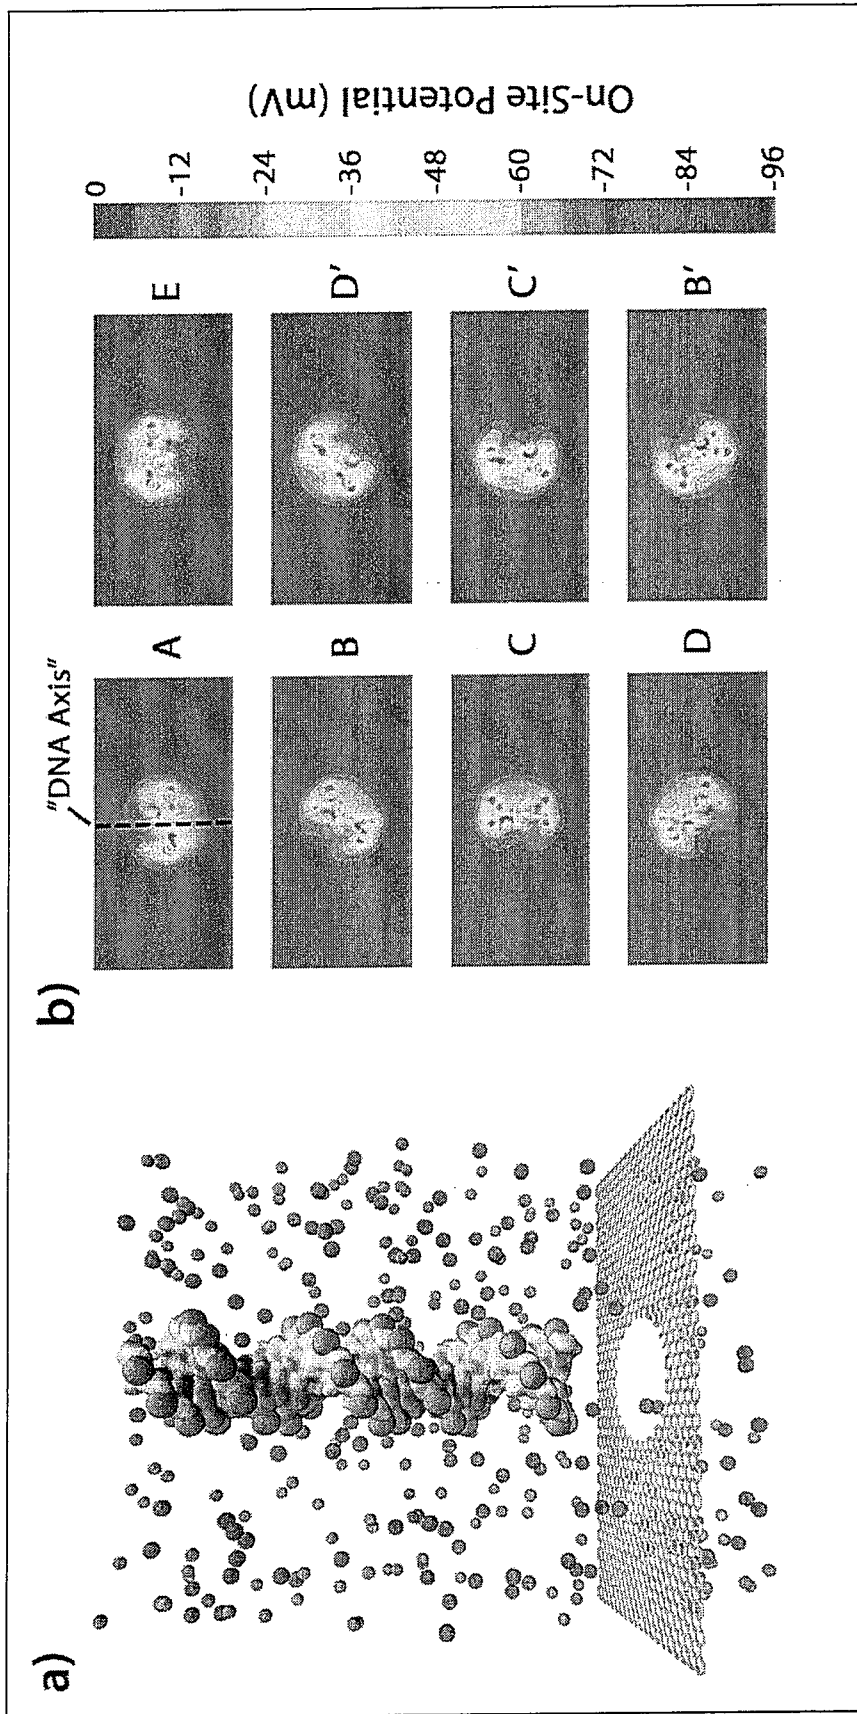 a)
b)
"DNA Axis"
A
E
B
D'
C
C'
D
B'
0
-12
-24
-36
-48
-60
-72
-84
-96
On-Site Potential (mV)